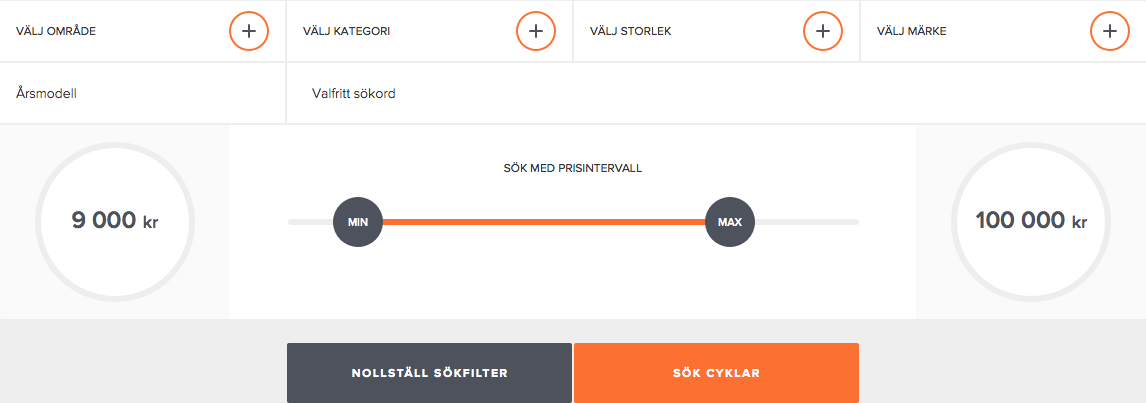 VÄLJ OMRÅDE
VÄLJ KATEGORI
VÄLJ STORLEK
VÄLJ MÄRKE
Årsmodell
Valfritt sökord
SÖK MED PRISINTERVALL
9 000 kr
MIN
MAX
100 000 kr
NOLLSTÄLL SÖKFILTER
SÖK CYKLAR